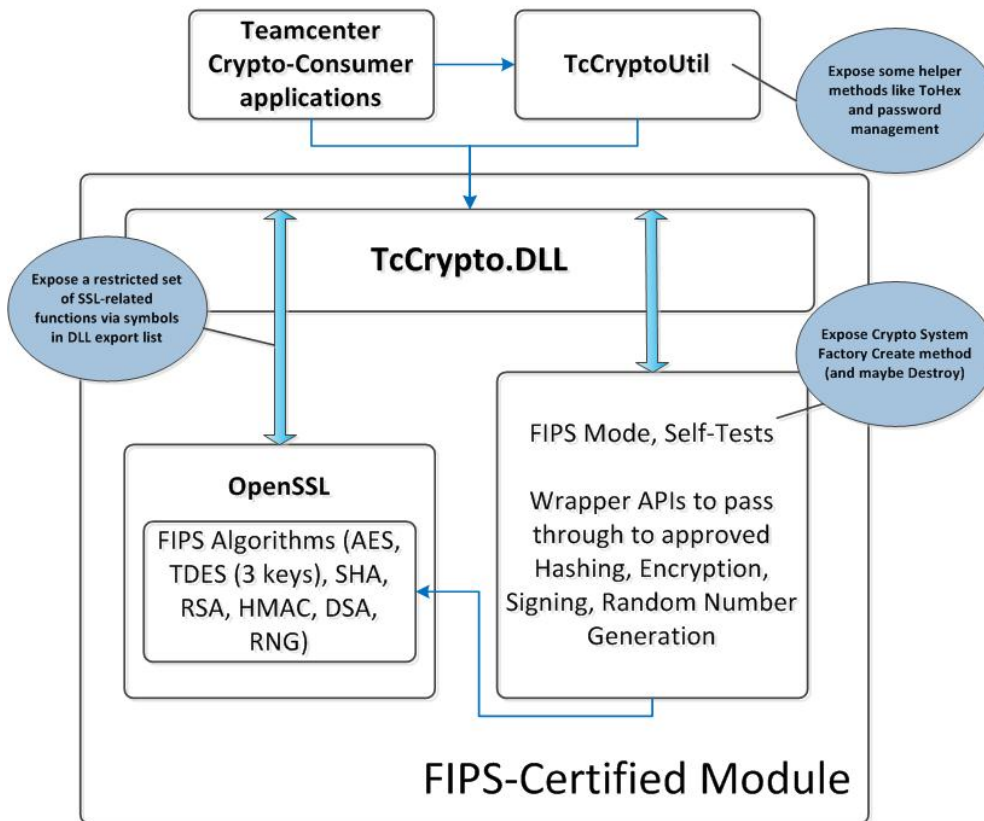 Teamcenter
Crypto-Consumer
applications
TcCryptoUtil
Expose some helper
methods like ToHex
and password
management
TcCrypto.DLL
Expose a restricted set
of SSL-related
functions via symbols
in DLL export list
Expose Crypto System
Factory Create method
(and maybe Destroy)
OpenSSL
FIPS Algorithms (AES,
TDES (3 keys), SHA,
RSA, HMAC, DSA,
RNG)
FIPS Mode, Self-Tests
Wrapper APIs to pass
through to approved
Hashing, Encryption,
Signing, Random Number
Generation
FIPS-Certified Module